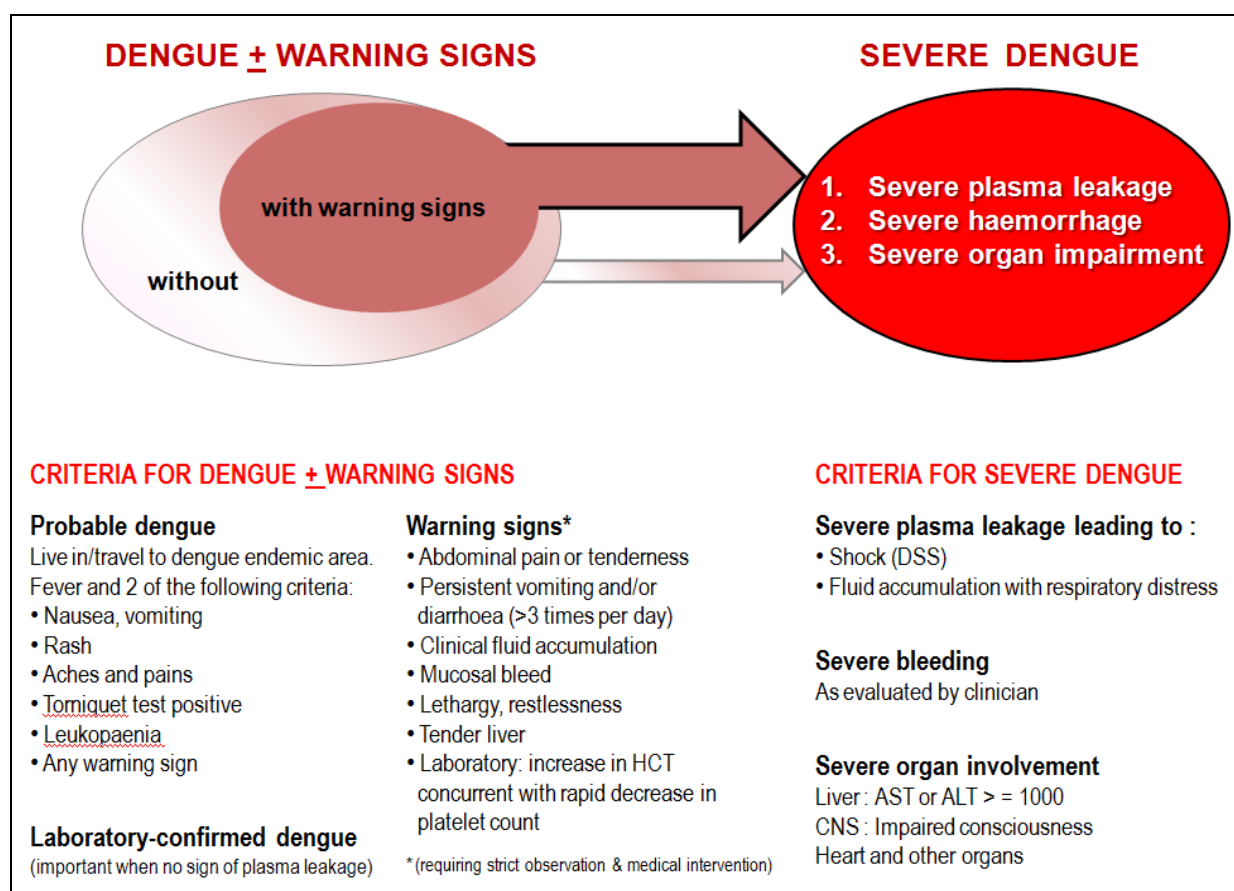 DENGUE + WARNING SIGNS
SEVERE DENGUE
with warning signs
without
1. Severe plasma leakage
2. Severe haemorrhage
3. Severe organ impairment
CRITERIA FOR DENGUE + WARNING SIGNS
Probable dengue
Live in/travel to dengue endemic area.
Fever and 2 of the following criteria:
• Nausea, vomiting
• Rash
• Aches and pains
• Torniquet test positive
• Leukopaenia
• Any warning sign
Laboratory-confirmed dengue
(important when no sign of plasma leakage)
Warning signs*
• Abdominal pain or tenderness
• Persistent vomiting and/or
diarrhoea (>3 times per day)
• Clinical fluid accumulation
• Mucosal bleed
• Lethargy, restlessness
• Tender liver
• Laboratory: increase in HCT
concurrent with rapid decrease in
platelet count
* (requiring strict observation & medical intervention)
CRITERIA FOR SEVERE DENGUE
Severe plasma leakage leading to :
• Shock (DSS)
• Fluid accumulation with respiratory distress
Severe bleeding
As evaluated by clinician
Severe organ involvement
Liver : AST or ALT > = 1000
CNS : Impaired consciousness
Heart and other organs